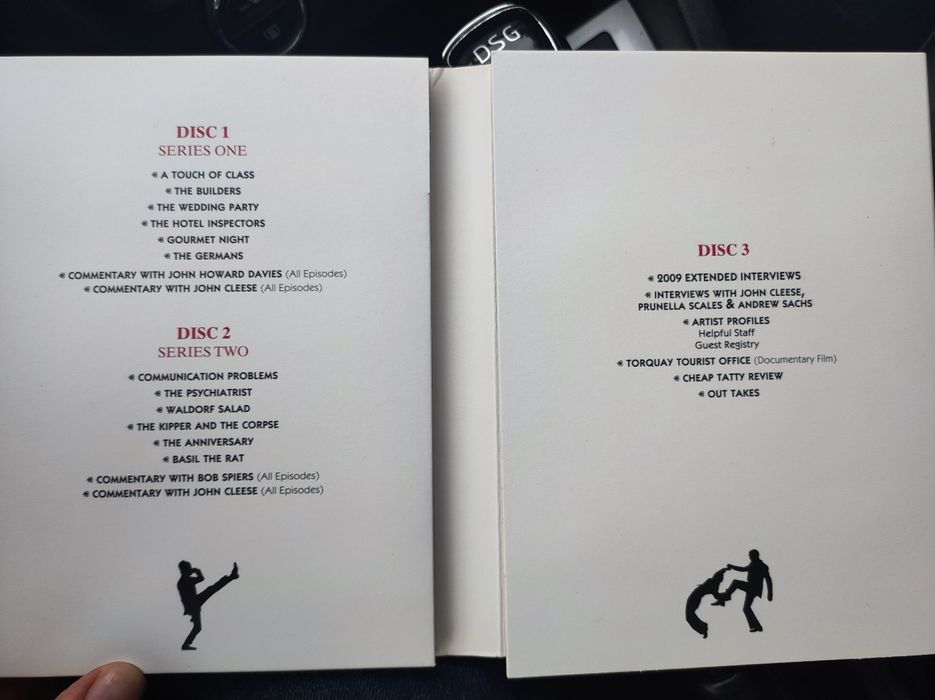 DSG
DISC 1
SERIES ONE
A TOUCH OF CLASS
THE BUILDERS
THE WEDDING PARTY
THE HOTEL INSPECTORS
GOURMET NIGHT
THE GERMANS
COMMENTARY WITH JOHN HOWARD DAVIES (All Episodes)
COMMENTARY WITH JOHN CLEESE (All Episodes)
DISC 2
SERIES TWO
COMMUNICATION PROBLEMS
THE PSYCHIATRIST
WALDORF SALAD
THE KIPPER AND THE CORPSE
THE ANNIVERSARY
BASIL THE RAT
COMMENTARY WITH BOB SPIERS (All Episodes)
COMMENTARY WITH JOHN CLEESE (All Episodes)
DISC 3
2009 EXTENDED INTERVIEWS
INTERVIEWS WITH JOHN CLEESE,
PRUNELLA SCALES & ANDREW SACHS
ARTIST PROFILES
Helpful Staff
Guest Registry
TORQUAY TOURIST OFFICE (Documentary Film)
CHEAP TATTY REVIEW
OUT TAKES